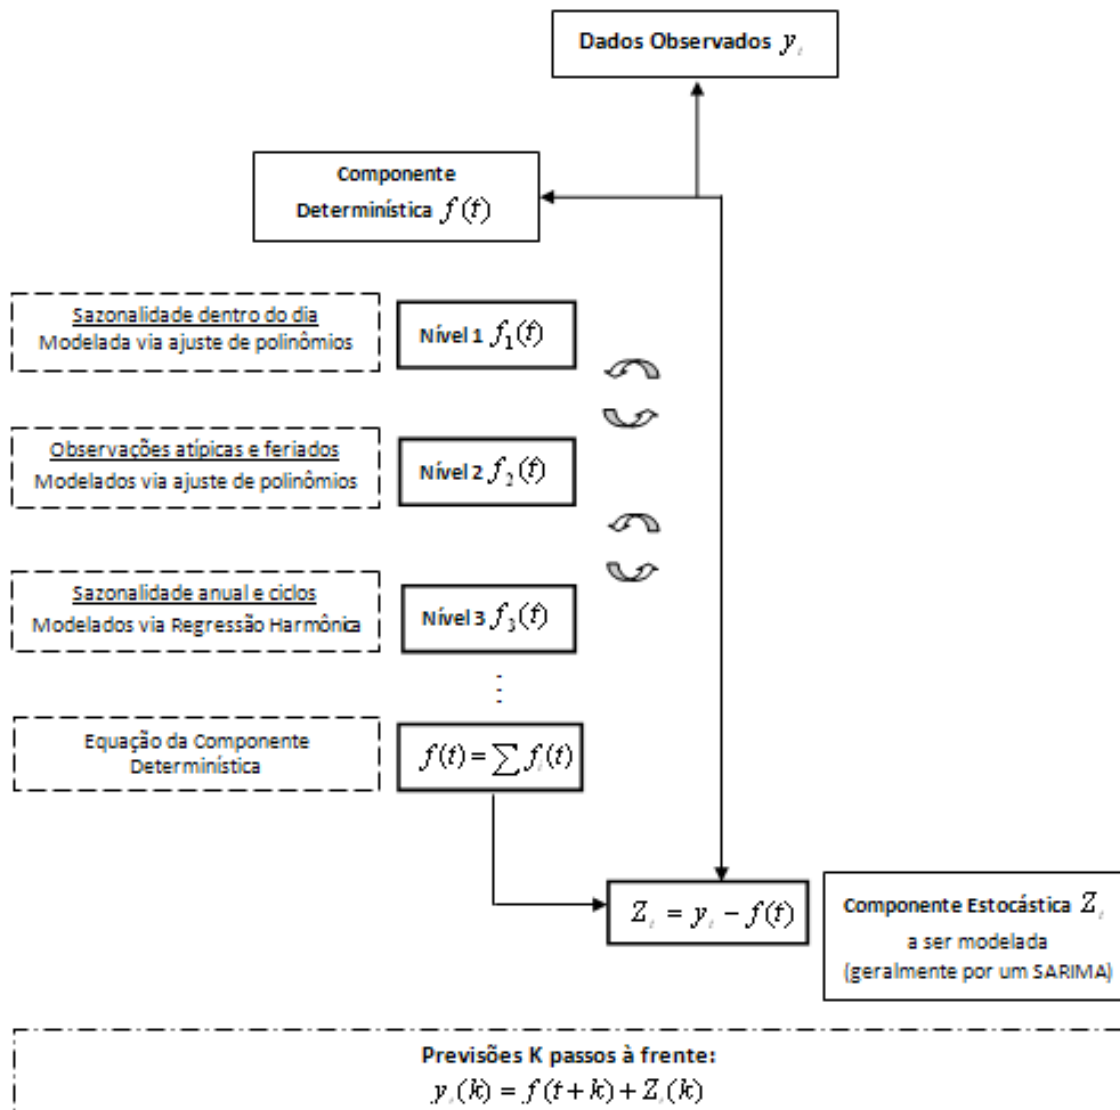 Dados Observados y_t
Componente
Determinística f(t)
Sazonalidade dentro do dia
Modelada via ajuste de polinômios
Nível 1 f_1(t)
Observações atípicas e feriados
Modelados via ajuste de polinômios
Nível 2 f_2(t)
Sazonalidade anual e ciclos
Modelados via Regressão Harmônica
Nível 3 f_3(t)
⋮
Equação da Componente
Determinística
f(t) = ∑ f_i(t)
Z_t = y_t − f(t)
Componente Estocástica Z_t
a ser modelada
(geralmente por um SARIMA)
Previsões K passos à frente:
y_t(k) = f(t + k) + Z_t(k)